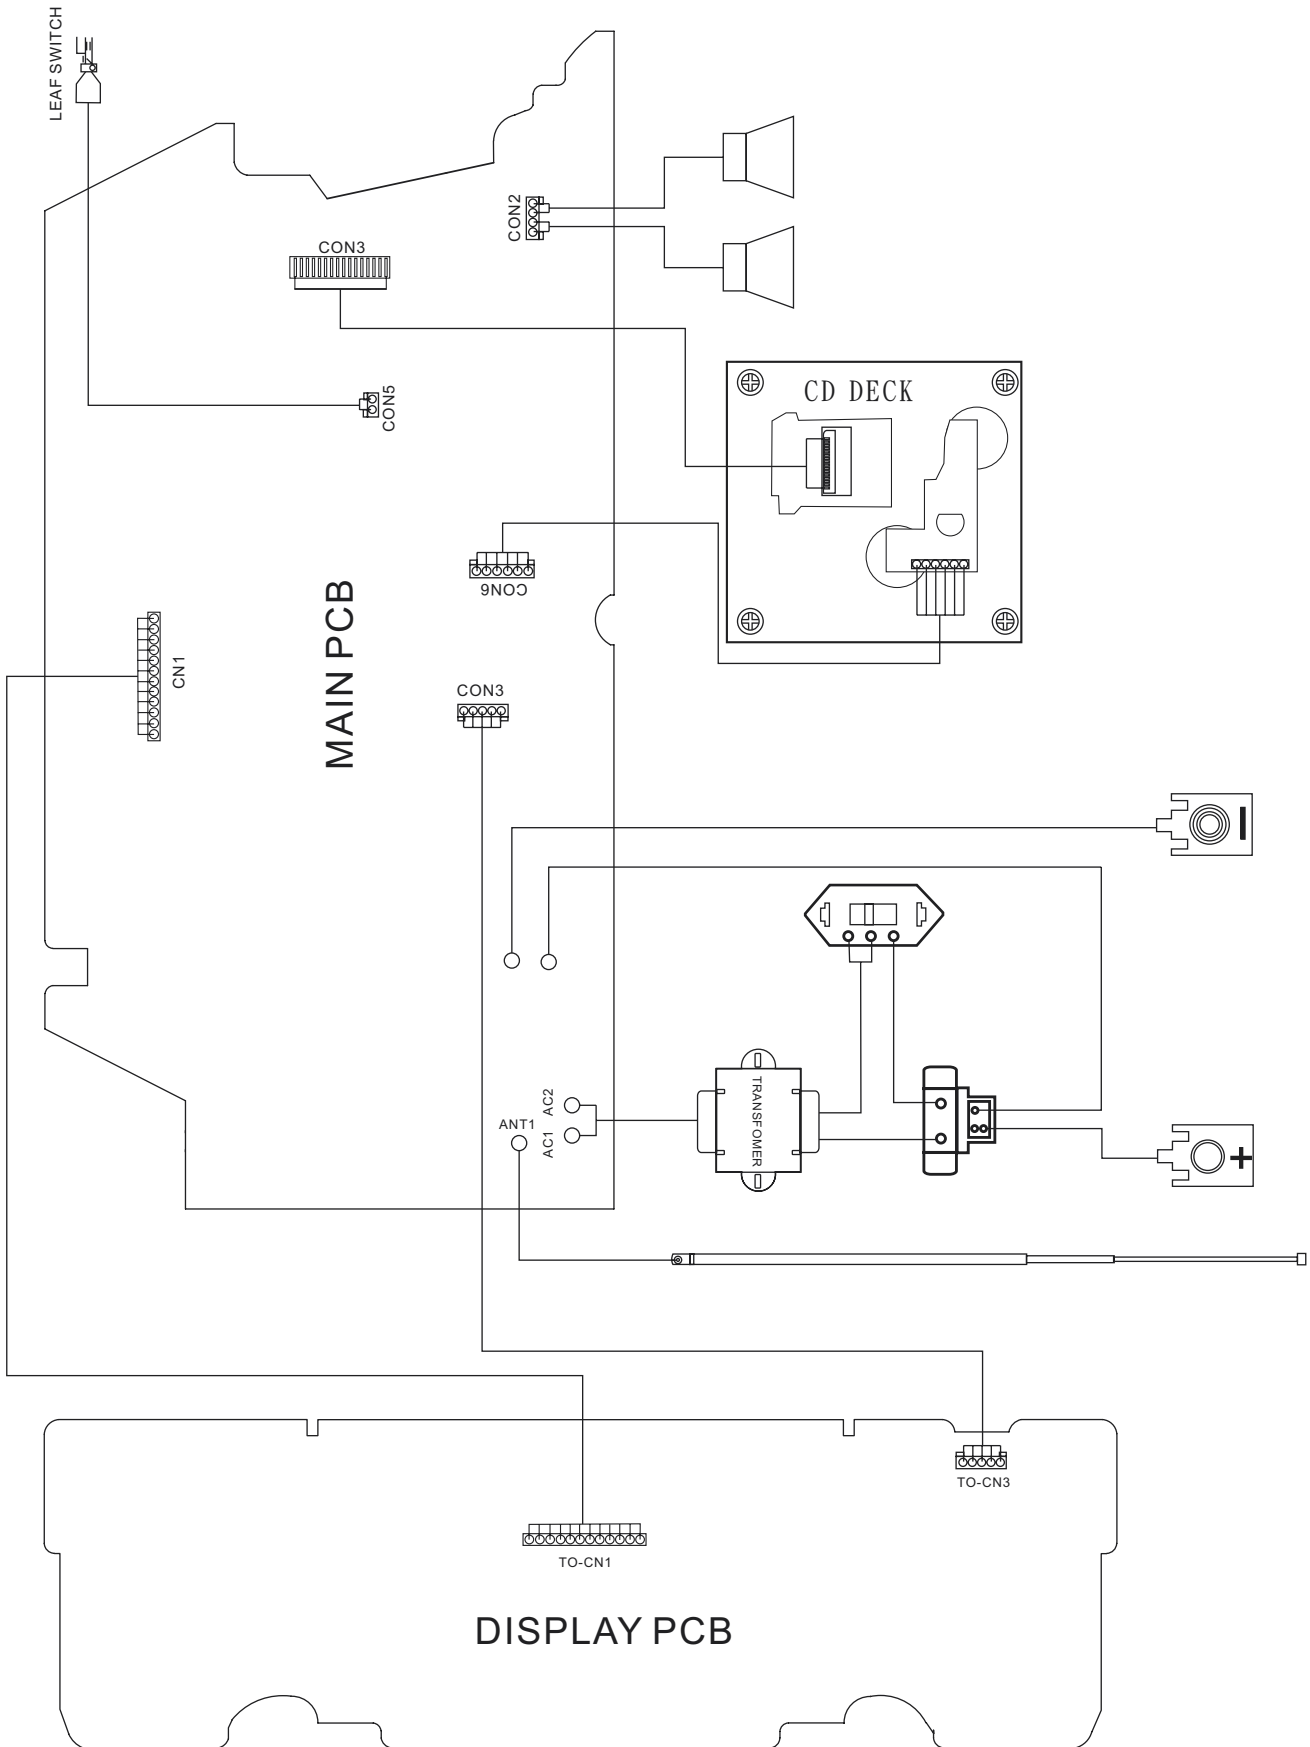 LEAF SWITCH
CON2
CON3
CD DECK
CON5
CON6
MAIN PCB
CN1
CON3
AC2
TRANSFOMER
ANT1
AC1
+
TO-CN3
TO-CN1
DISPLAY PCB